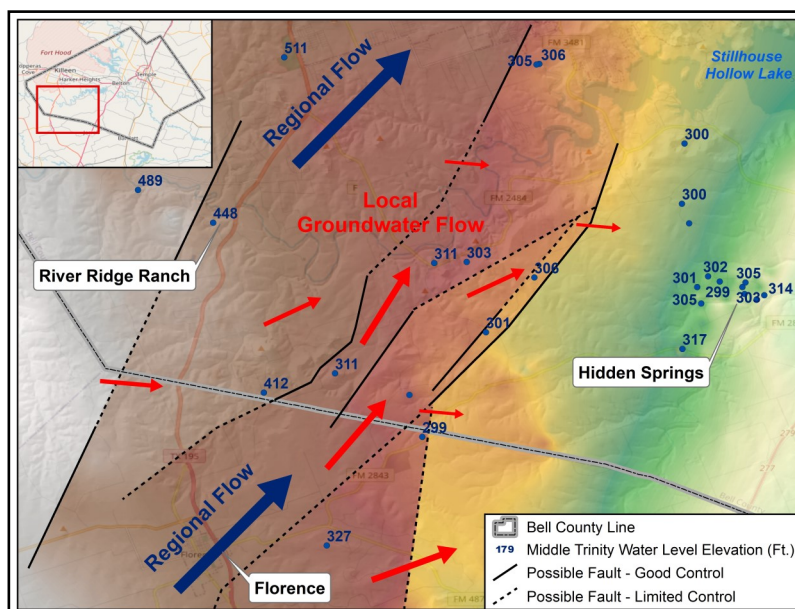 Fort Hood
Killeen
Harker Heights
Temple
Belton
511
Regional Flow
305
306
FM 3481
Stillhouse
Hollow Lake
489
448
300
Local
Groundwater Flow
FM 2484
300
River Ridge Ranch
311
303
306
301
302
305
299
303
314
305
301
317
Hidden Springs
311
412
299
Regional Flow
FM 2843
327
Florence
Bell County Line
179 Middle Trinity Water Level Elevation (Ft.)
Possible Fault - Good Control
Possible Fault - Limited Control